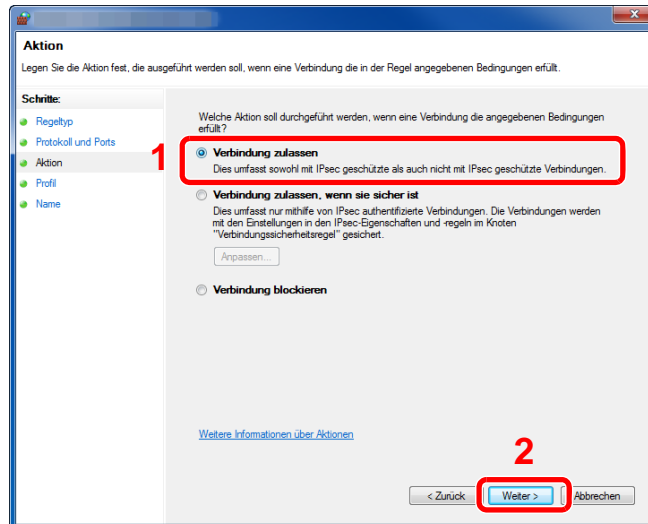 Aktion
Legen Sie die Aktion fest, die ausgeführt werden soll, wenn eine Verbindung die in der Regel angegebenen Bedingungen erfüllt.
Schritte:
Regeltyp
Protokoll und Ports
Aktion
Profil
Name
Welche Aktion soll durchgeführt werden, wenn eine Verbindung die angegebenen Bedingungen
erfüllt?
1
Verbindung zulassen
Dies umfasst sowohl mit IPsec geschützte als auch nicht mit IPsec geschützte Verbindungen.
Verbindung zulassen, wenn sie sicher ist
Dies umfasst nur mithilfe von IPsec authentifizierte Verbindungen. Die Verbindungen werden
mit den Einstellungen in den IPsec-Eigenschaften und -regeln im Knoten
"Verbindungssicherheitsregel" gesichert.
Anpassen...
Verbindung blockieren
Weitere Informationen über Aktionen
2
< Zurück
Weiter >
Abbrechen